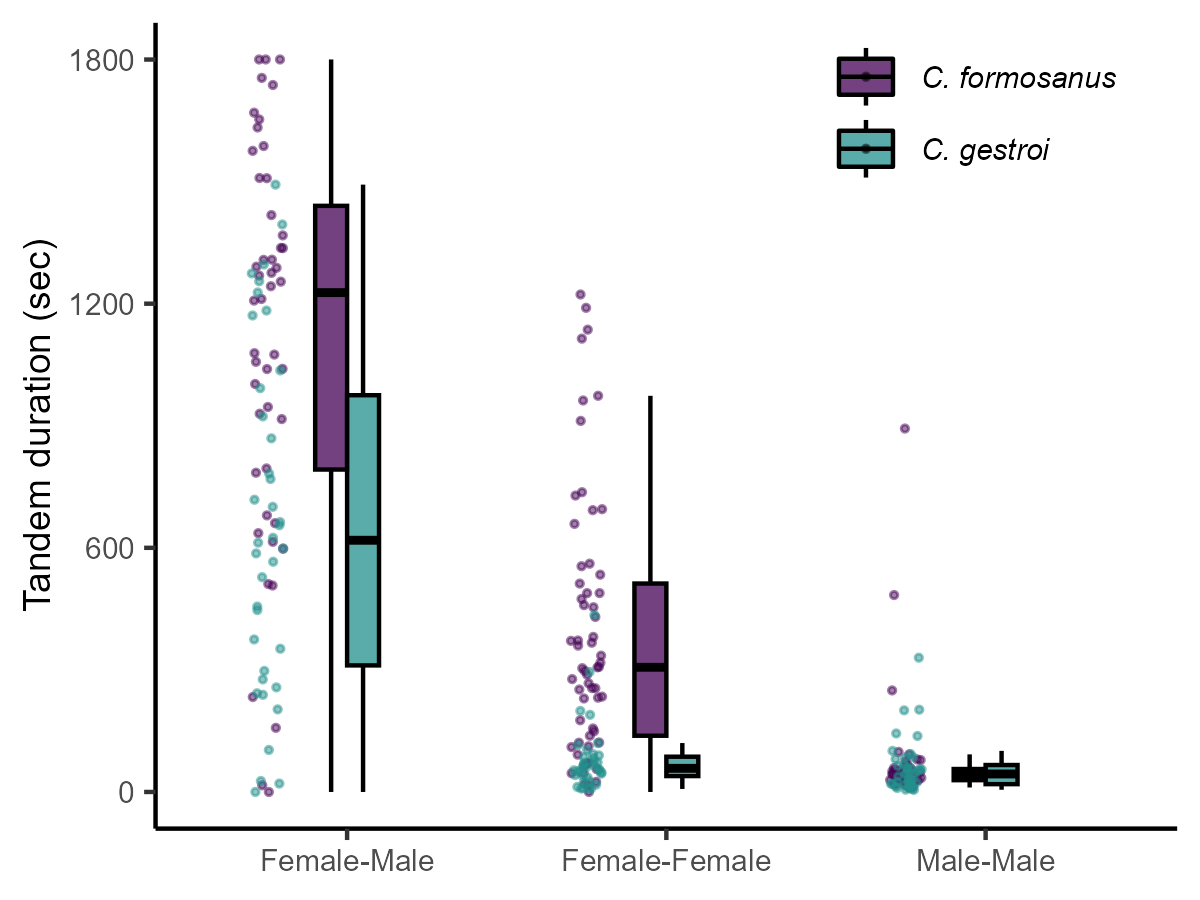 1800
1200
600
0
Tandem duration (sec)
C. formosanus
C. gestroi
Female-Male
Female-Female
Male-Male